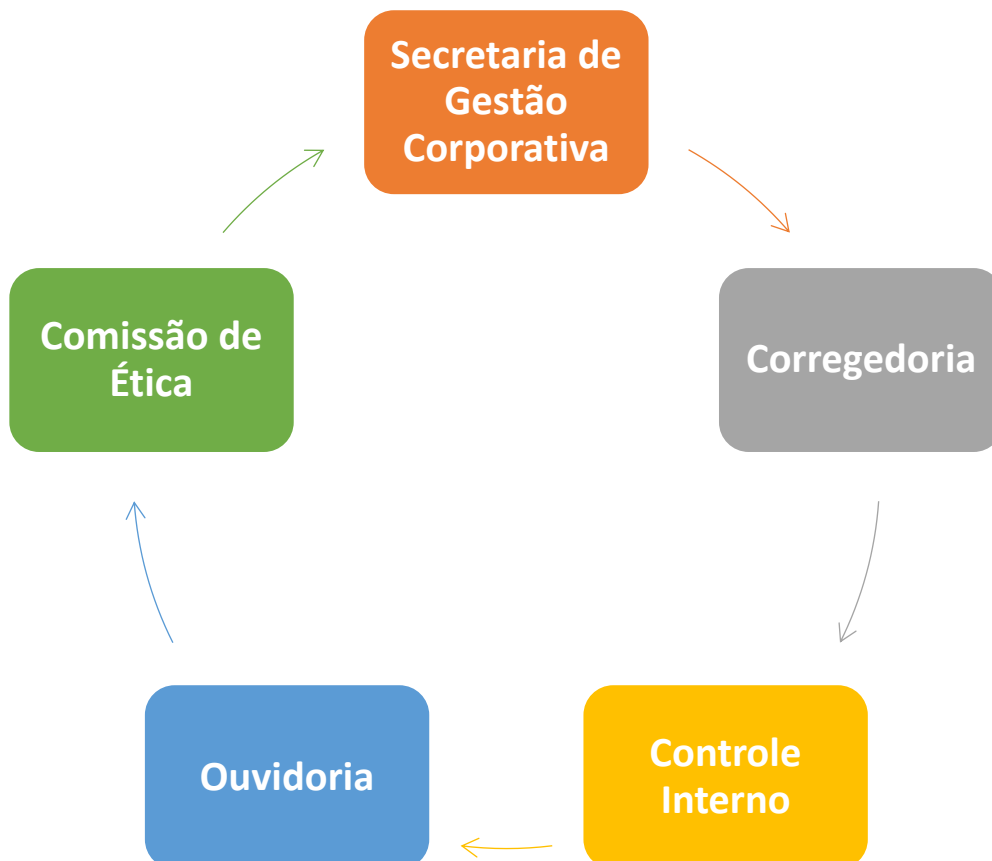 Secretaria de
Gestão
Corporativa
Corregedoria
Controle
Interno
Ouvidoria
Comissão de
Ética